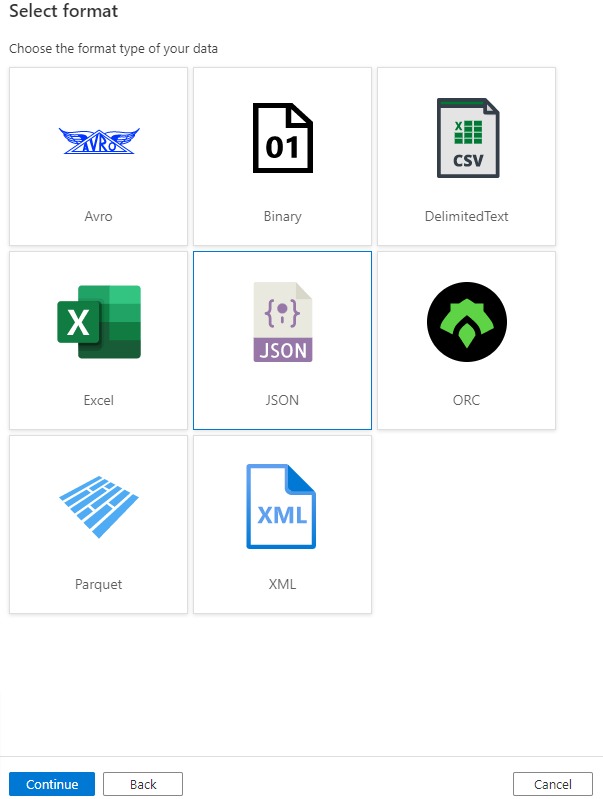 Select format
Choose the format type of your data
AVRO
Avro
01
Binary
X
CSV
DelimitedText
X
Excel
{ }
JSON
JSON
ORC
Parquet
XML
XML
Continue
Back
Cancel